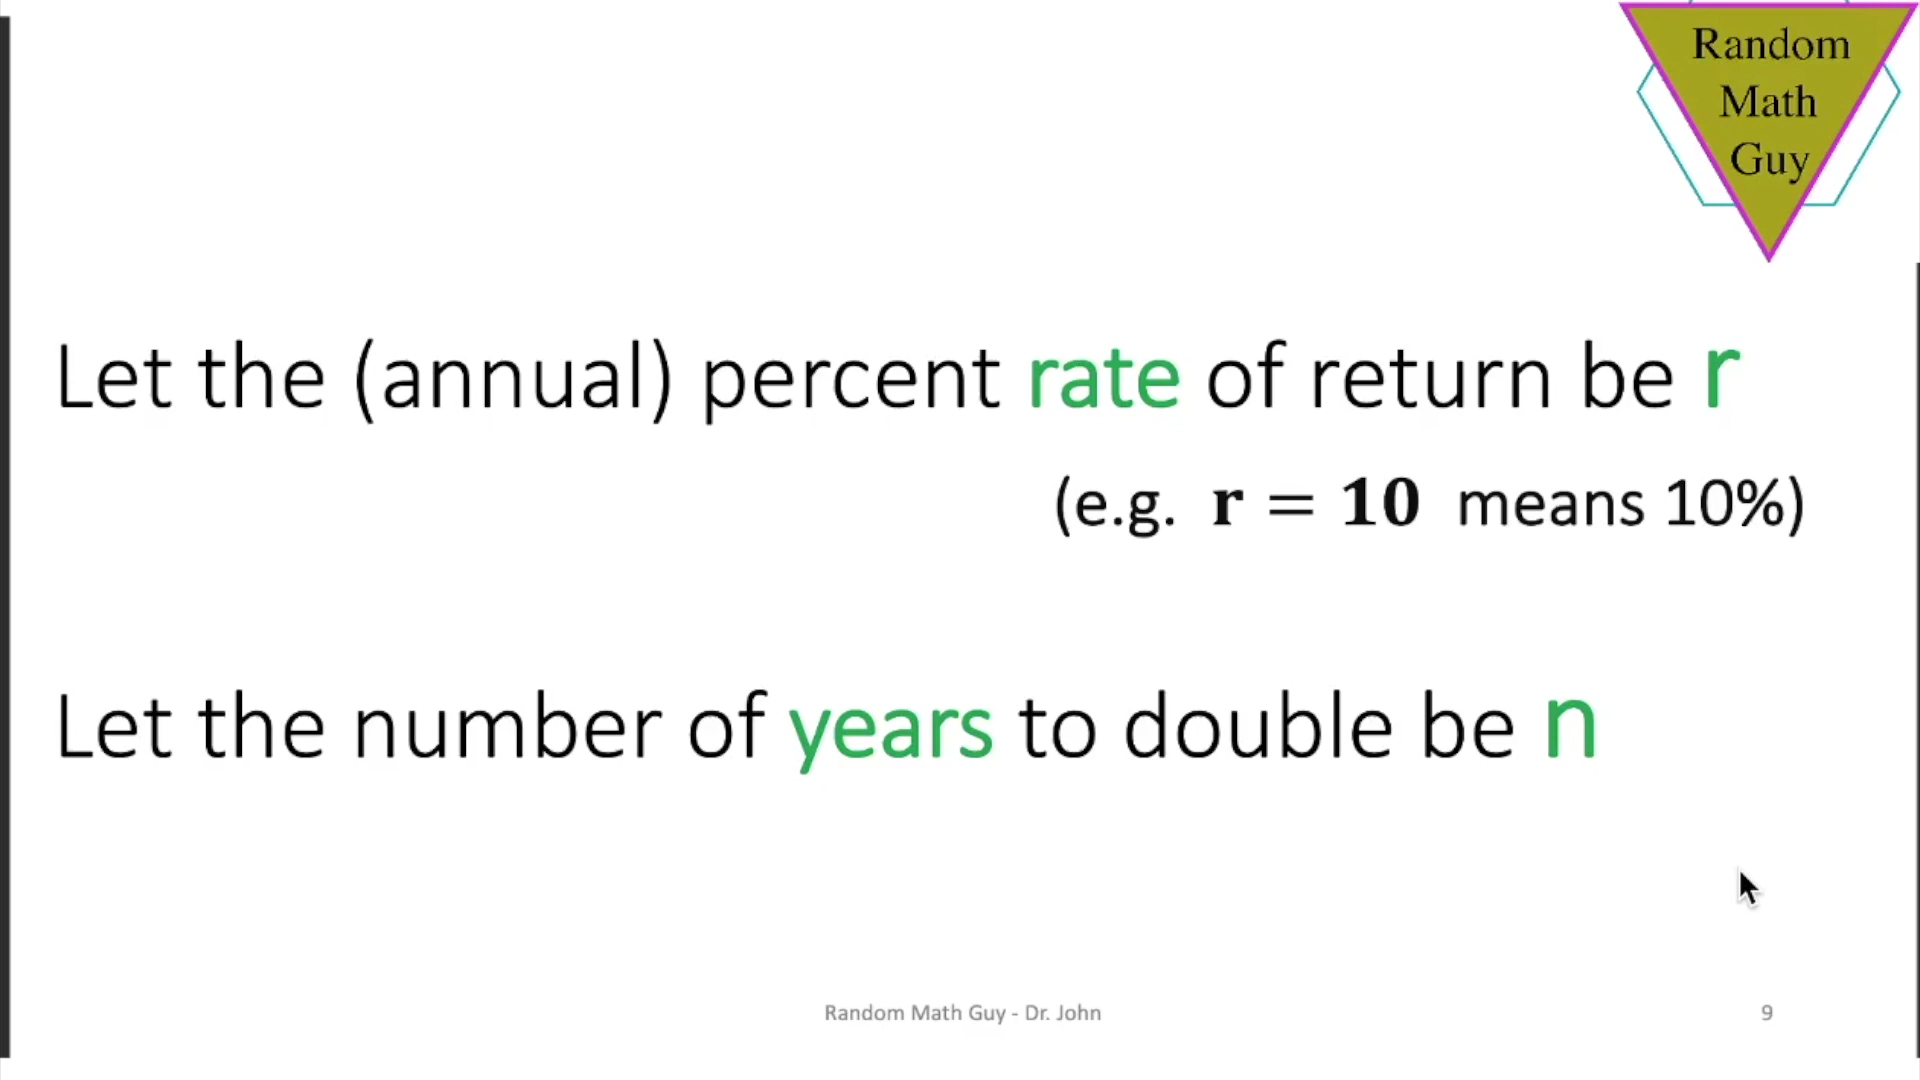 Random
Math
Guy
Let the (annual) percent rate of return be r
(e.g. r = 10 means 10%)
Let the number of years to double be n
Random Math Guy - Dr. John
9